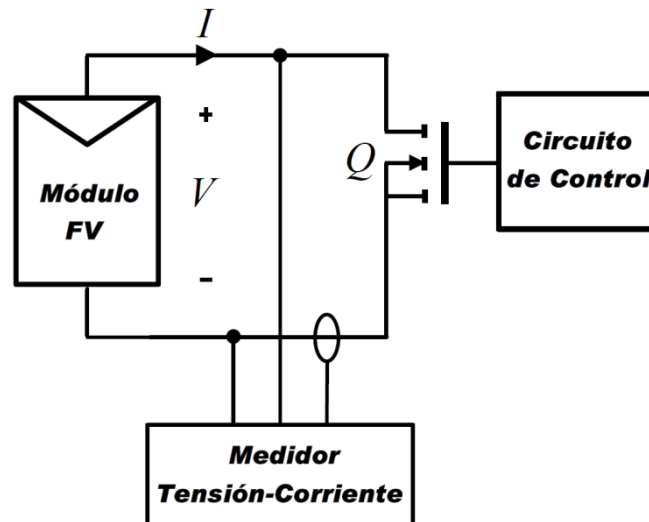 I
+
V
-
Módulo
FV
Q
Circuito
de Control
Medidor
Tensión-Corriente